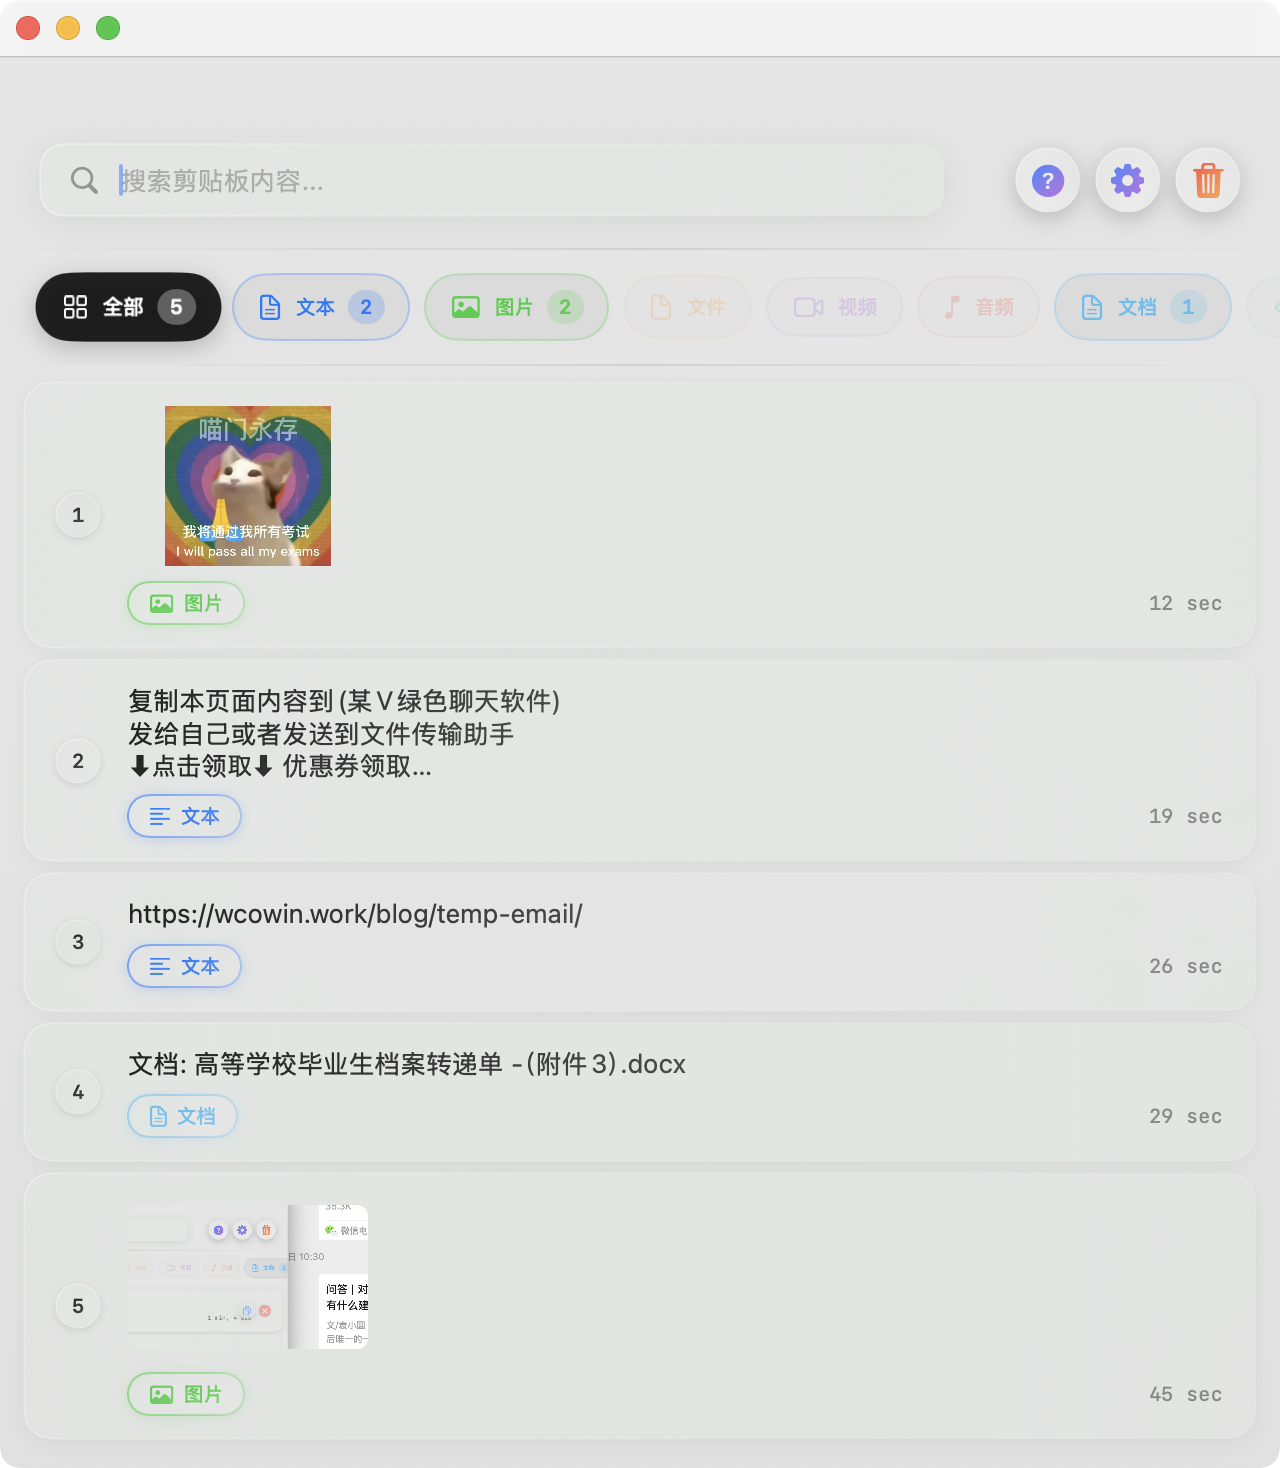 搜索剪贴板内容...
全部 5
文本 2
图片 2
文件
视频
音频
文档 1
1
喵门永存
我将通过我所有考试
I will pass all my exams
图片
12 sec
2
复制本页面内容到(某V绿色聊天软件)
发给自己或者发送到文件传输助手
⬇点击领取⬇ 优惠券领取...
文本
19 sec
3
https://wcowin.work/blog/temp-email/
文本
26 sec
4
文档: 高等学校毕业生档案转递单 -(附件3).docx
文档
29 sec
5
35.3K
微信电
日 10:30
问答 | 对
有什么建
文/袁小圆
后唯一的一
图片
45 sec